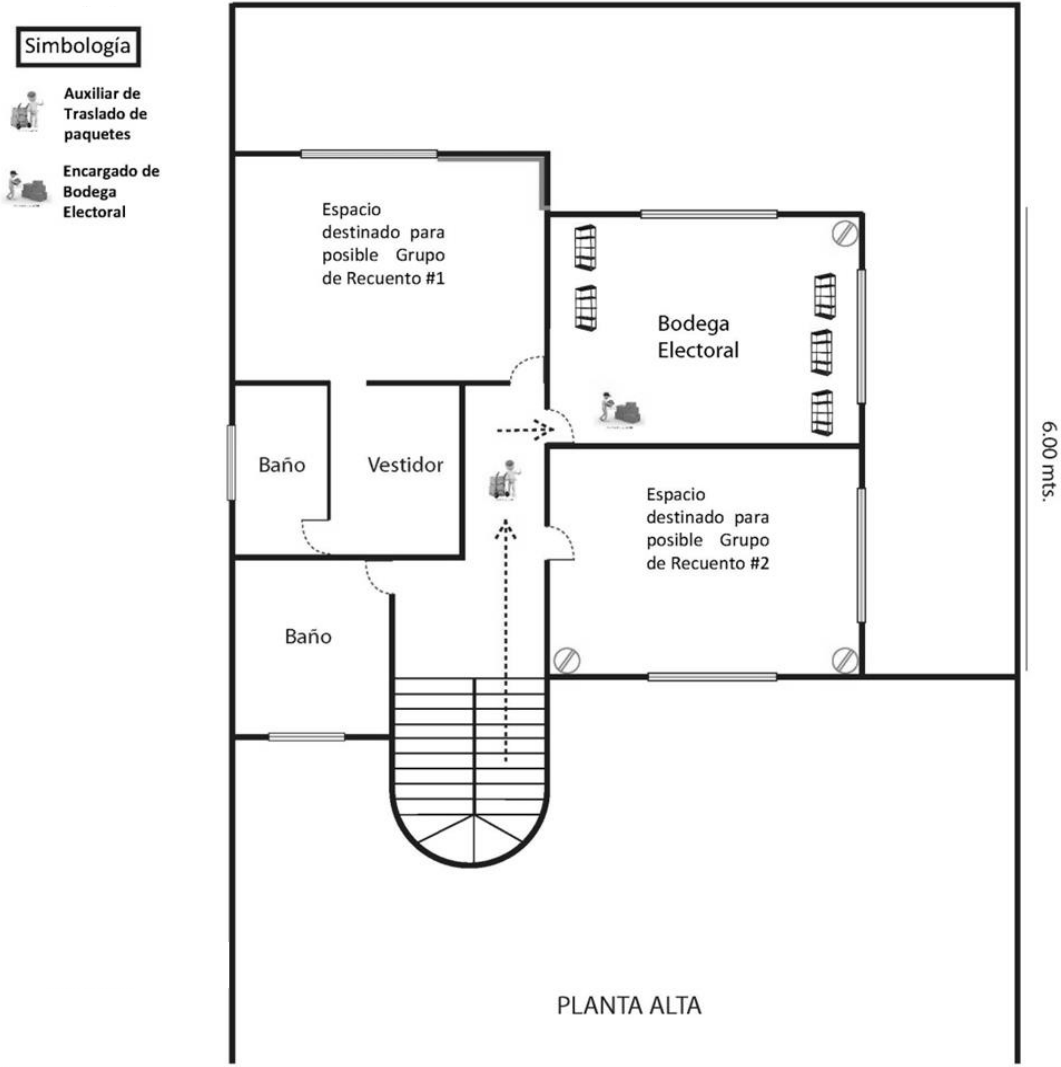 Simbología
Auxiliar de
Traslado de
paquetes
Encargado de
Bodega
Electoral
Espacio
destinado para
posible Grupo
de Recuento #1
Bodega
Electoral
Baño
Vestidor
Espacio
destinado para
posible Grupo
de Recuento #2
Baño
6.00 mts.
PLANTA ALTA